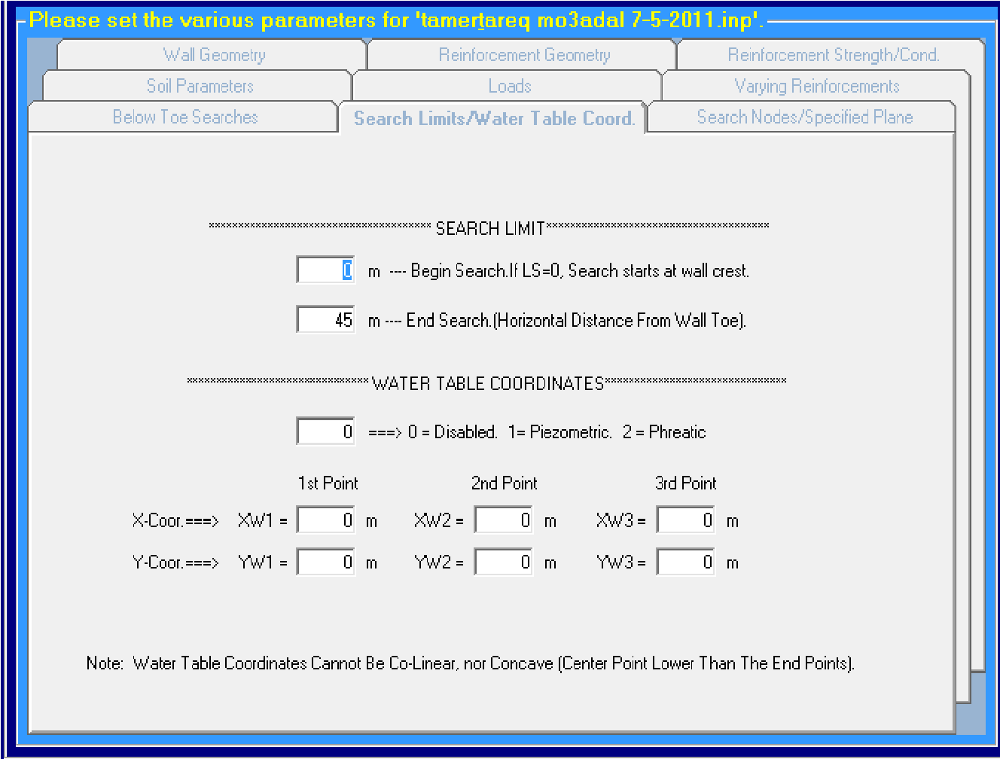 Please set the various parameters for 'tamertareq mo3adal 7-5-2011.inp'.
Wall Geometry Reinforcement Geometry Reinforcement Strength/Cond.
Soil Parameters Loads Varying Reinforcements
Below Toe Searches Search Limits/Water Table Coord. Search Nodes/Specified Plane
************************************** SEARCH LIMIT**************************************
0 m ---- Begin Search.If LS=0, Search starts at wall crest.
45 m ---- End Search.(Horizontal Distance From Wall Toe).
******************************* WATER TABLE COORDINATES*******************************
0 ===> 0 = Disabled. 1= Piezometric. 2 = Phreatic
1st Point 2nd Point 3rd Point
X-Coor.===> XW1 = 0 m XW2 = 0 m XW3 = 0 m
Y-Coor.===> YW1 = 0 m YW2 = 0 m YW3 = 0 m
Note: Water Table Coordinates Cannot Be Co-Linear, nor Concave (Center Point Lower Than The End Points).